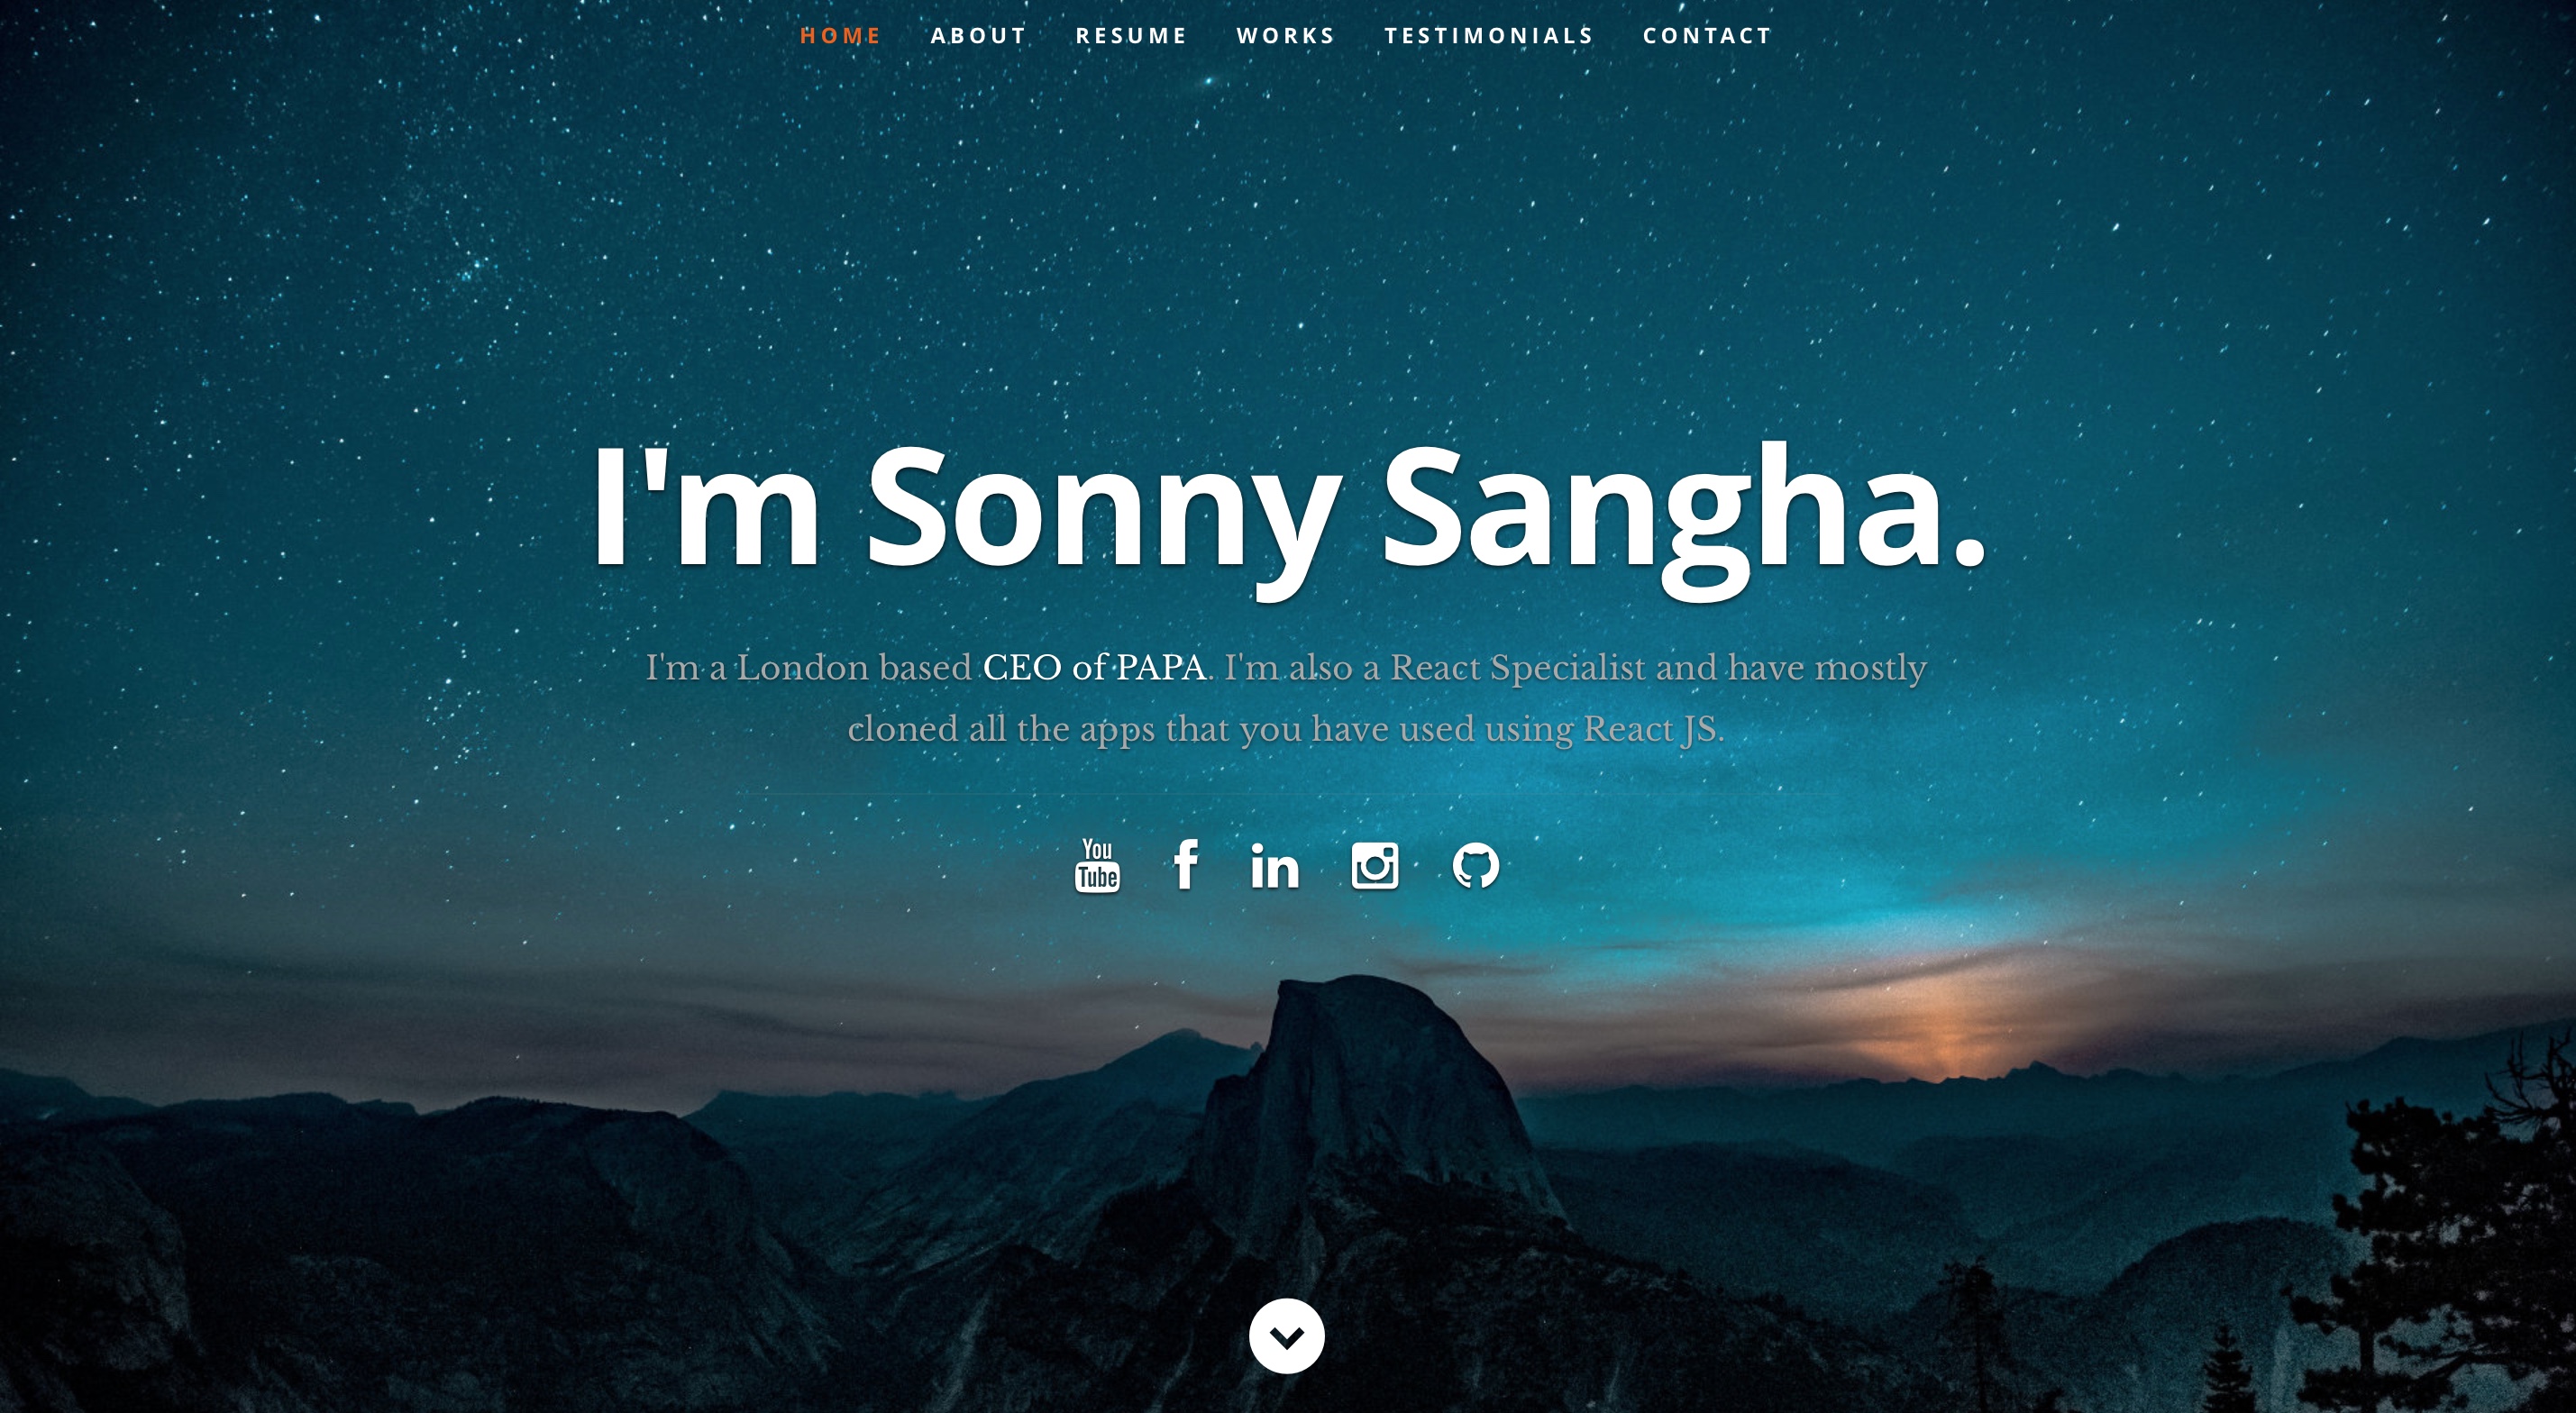 HOME ABOUT RESUME WORKS TESTIMONIALS CONTACT
I'm Sonny Sangha.
I'm a London based CEO of PAPA. I'm also a React Specialist and have mostly
cloned all the apps that you have used using React JS.
You
Tube
f in